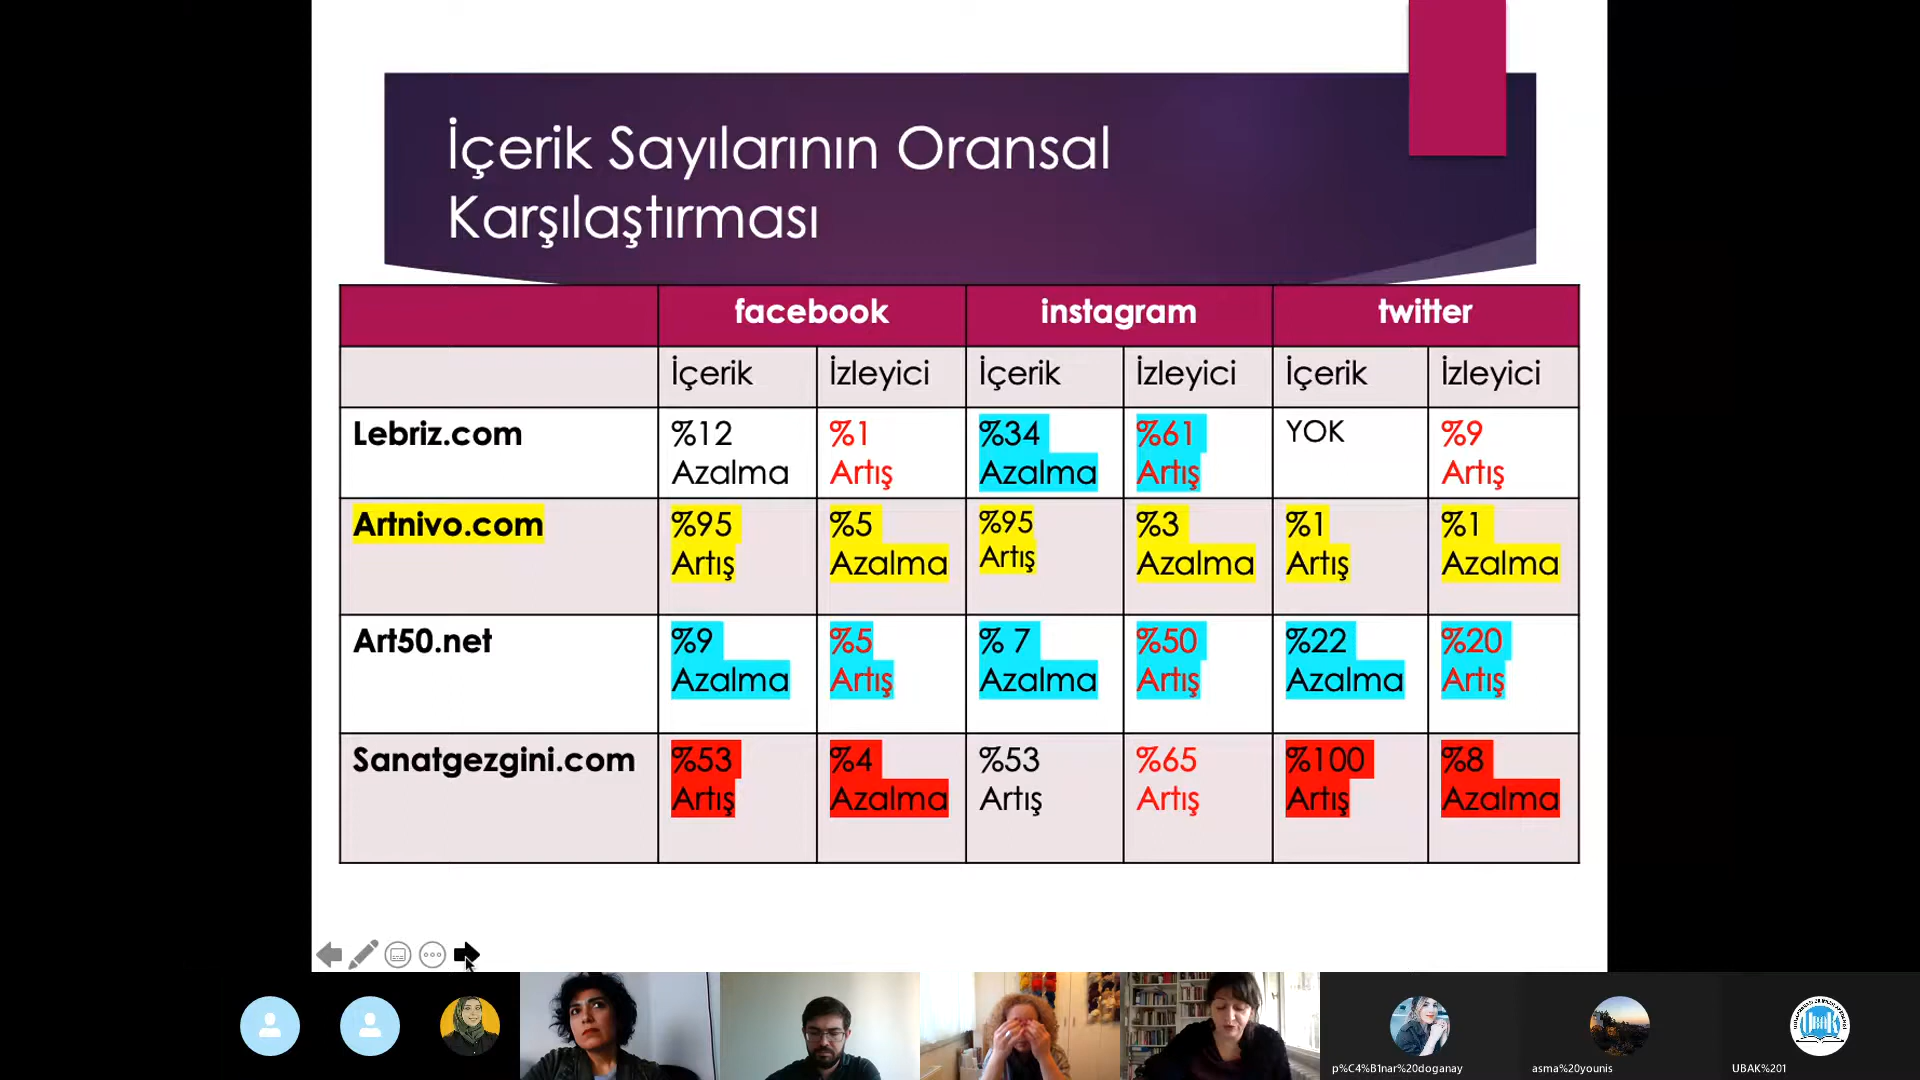 İçerik Sayılarının Oransal
Karşılaştırması
facebook instagram twitter
İçerik İzleyici İçerik İzleyici İçerik İzleyici
Lebriz.com %12 Azalma %1 Artış %34 Azalma %61 Artış YOK %9 Artış
Artnivo.com %95 Artış %5 Azalma %95 Artış %3 Azalma %1 Artış %1 Azalma
Art50.net %9 Azalma %5 Artış % 7 Azalma %50 Artış %22 Azalma %20 Artış
Sanatgezgini.com %53 Artış %4 Azalma %53 Artış %65 Artış %100 Artış %8 Azalma
p%C4%B1nar%20doganay asma%20younis UBAK%201